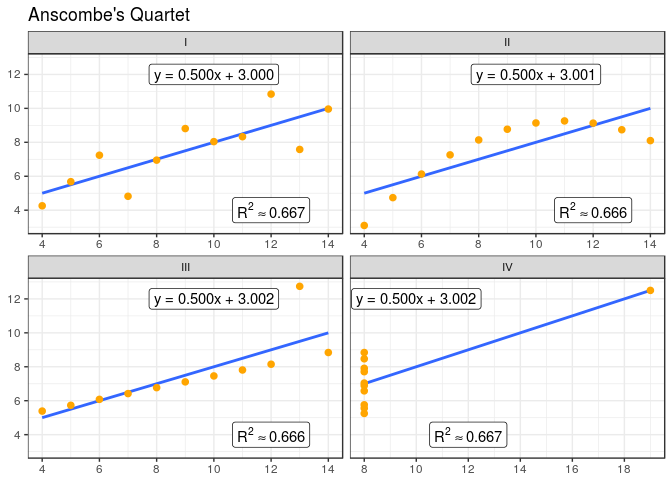 Anscombe's Quartet
I
II
y = 0.500x + 3.000
y = 0.500x + 3.001
R² ≈ 0.667
R² ≈ 0.666
12
10
8
6
4
4 6 8 10 12 14
4 6 8 10 12 14
III
IV
y = 0.500x + 3.002
y = 0.500x + 3.002
R² ≈ 0.666
R² ≈ 0.667
12
10
8
6
4
4 6 8 10 12 14
8 10 12 14 16 18